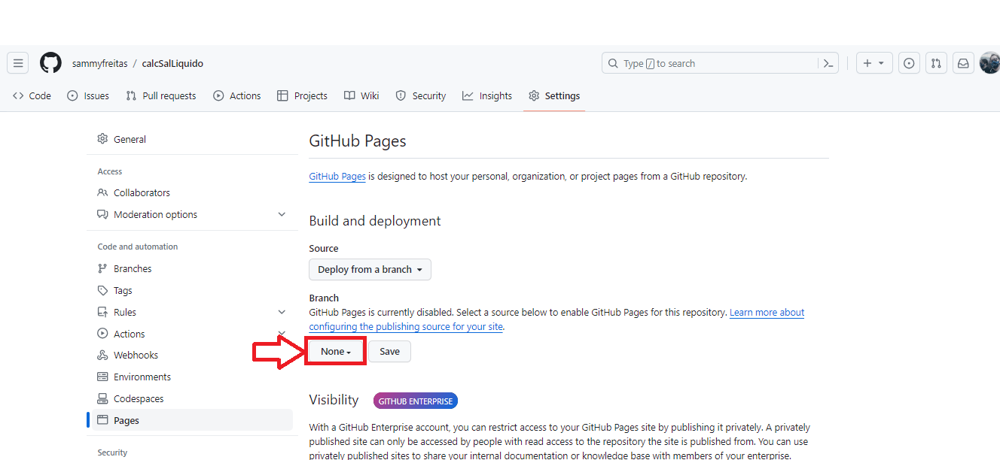 sammyfreitas / calcSalLiquido
Type / to search
Code Issues Pull requests Actions Projects Wiki Security Insights Settings
General
Access
Collaborators
Moderation options
Code and automation
Branches
Tags
Rules
Actions
Webhooks
Environments
Codespaces
Pages
Security
GitHub Pages
GitHub Pages is designed to host your personal, organization, or project pages from a GitHub repository.
Build and deployment
Source
Deploy from a branch
Branch
GitHub Pages is currently disabled. Select a source below to enable GitHub Pages for this repository. Learn more about
configuring the publishing source for your site.
None Save
Visibility GITHUB ENTERPRISE
With a GitHub Enterprise account, you can restrict access to your GitHub Pages site by publishing it privately. A privately
published site can only be accessed by people with read access to the repository the site is published from. You can use
privately published sites to share your internal documentation or knowledge base with members of your enterprise.